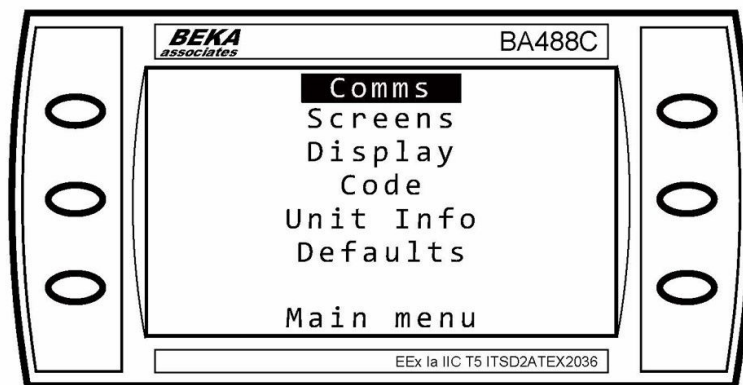 BEKA
associates
BA488C
Comms
Screens
Display
Code
Unit Info
Defaults
Main menu
EEx Ia IIC T5 ITSD2ATEX2036